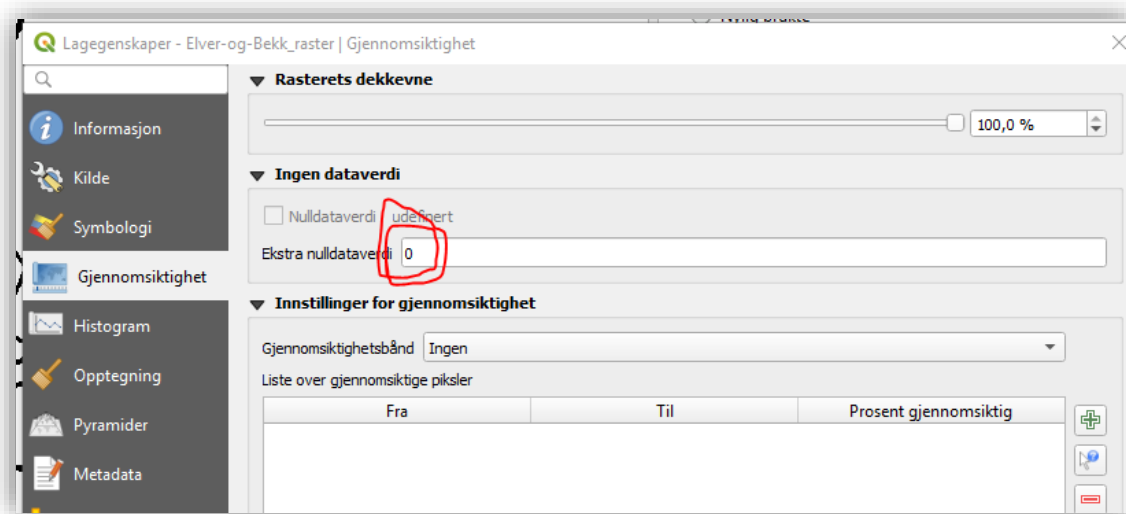 Lagegenskaper - Elver-og-Bekk_raster | Gjennomsiktighet
Informasjon
Kilde
Symbologi
Gjennomsiktighet
Histogram
Opptegning
Pyramider
Metadata
Rasterets dekkevne
100,0 %
Ingen dataverdi
Nulldataverdi udefinert
Ekstra nulldataverdi 0
Innstillinger for gjennomsiktighet
Gjennomsiktighetsbånd Ingen
Liste over gjennomsiktige piksler
Fra Til Prosent gjennomsiktig